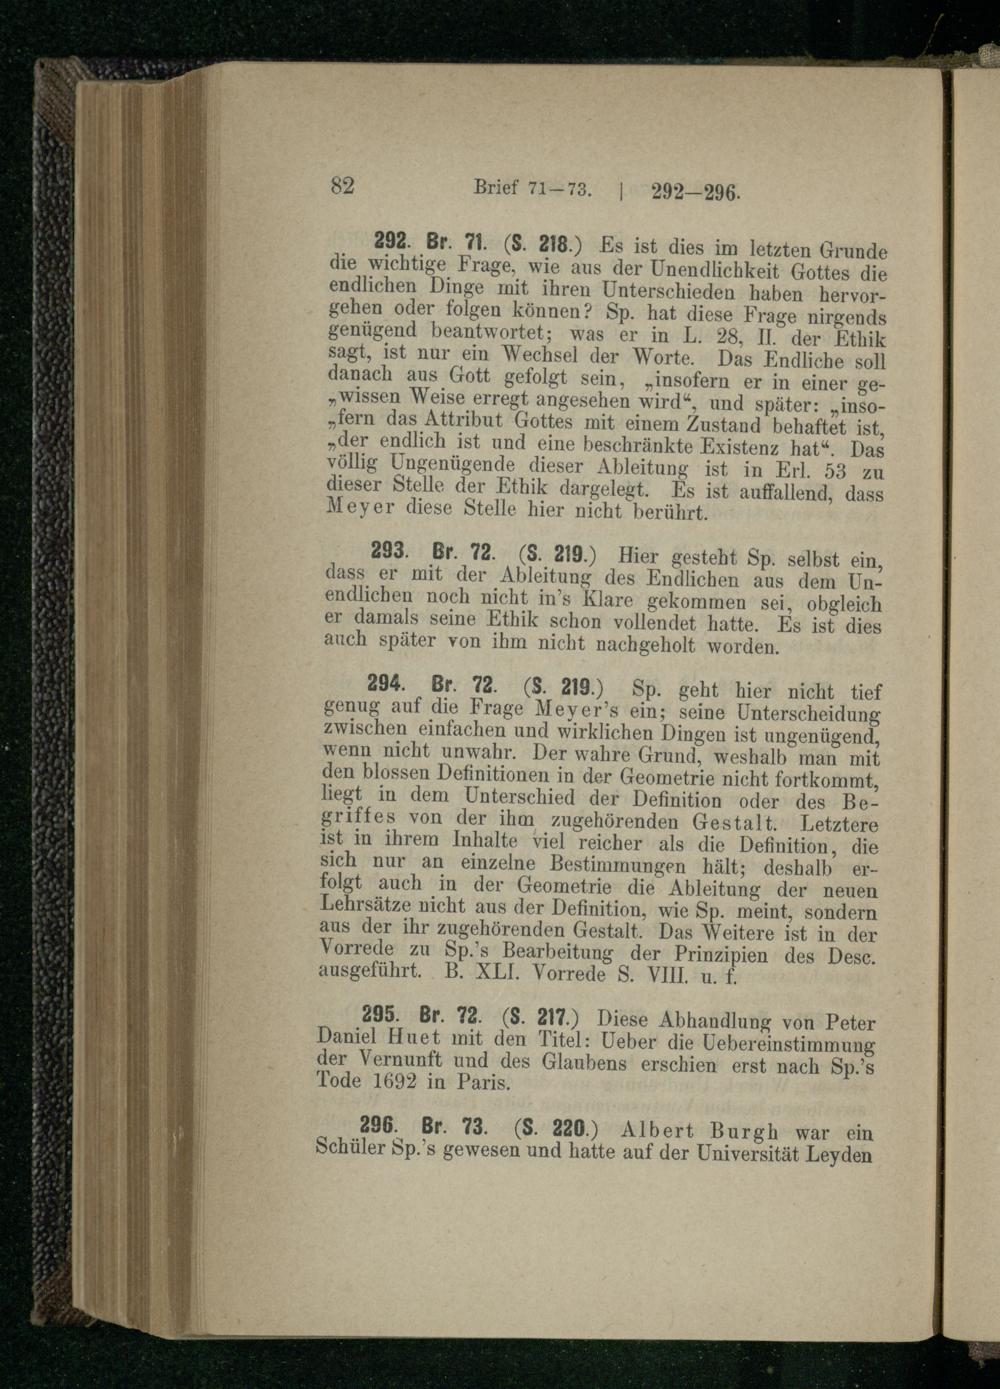 82 Brief 71—73. | 292—296.
292. Br. 71. (S. 218.) Es ist dies im letzten Grunde
die wichtige Frage, wie aus der Unendlichkeit Gottes die
endlichen Dinge mit ihren Unterschieden haben hervor-
gehen oder folgen können? Sp. hat diese Frage nirgends
genügend beantwortet; was er in L. 28, II. der Ethik
sagt, ist nur ein Wechsel der Worte. Das Endliche soll
danach aus Gott gefolgt sein, „insofern er in einer ge-
„wissen Weise erregt angesehen wird“, und später: „inso-
„fern das Attribut Gottes mit einem Zustand behaftet ist,
„der endlich ist und eine beschränkte Existenz hat“. Das
völlig Ungenügende dieser Ableitung ist in Erl. 53 zu
dieser Stelle der Ethik dargelegt. Es ist auffallend, dass
Meyer diese Stelle hier nicht berührt.
293. Br. 72. (S. 219.) Hier gesteht Sp. selbst ein,
dass er mit der Ableitung des Endlichen aus dem Un-
endlichen noch nicht in's Klare gekommen sei, obgleich
er damals seine Ethik schon vollendet hatte. Es ist dies
auch später von ihm nicht nachgeholt worden.
294. Br. 72. (S. 219.) Sp. geht hier nicht tief
genug auf die Frage Meyer's ein; seine Unterscheidung
zwischen einfachen und wirklichen Dingen ist ungenügend,
wenn nicht unwahr. Der wahre Grund, weshalb man mit
den blossen Definitionen in der Geometrie nicht fortkommt,
liegt in dem Unterschied der Definition oder des Be-
griffes von der ihm zugehörenden Gestalt. Letztere
ist in ihrem Inhalte viel reicher als die Definition, die
sich nur an einzelne Bestimmungen hält; deshalb er-
folgt auch in der Geometrie die Ableitung der neuen
Lehrsätze nicht aus der Definition, wie Sp. meint, sondern
aus der ihr zugehörenden Gestalt. Das Weitere ist in der
Vorrede zu Sp.'s Bearbeitung der Prinzipien des Desc.
ausgeführt. B. XLI. Vorrede S. VIII. u. f.
295. Br. 72. (S. 217.) Diese Abhandlung von Peter
Daniel Huet mit den Titel: Ueber die Uebereinstimmung
der Vernunft und des Glaubens erschien erst nach Sp.'s
Tode 1692 in Paris.
296. Br. 73. (S. 220.) Albert Burgh war ein
Schüler Sp.'s gewesen und hatte auf der Universität Leyden